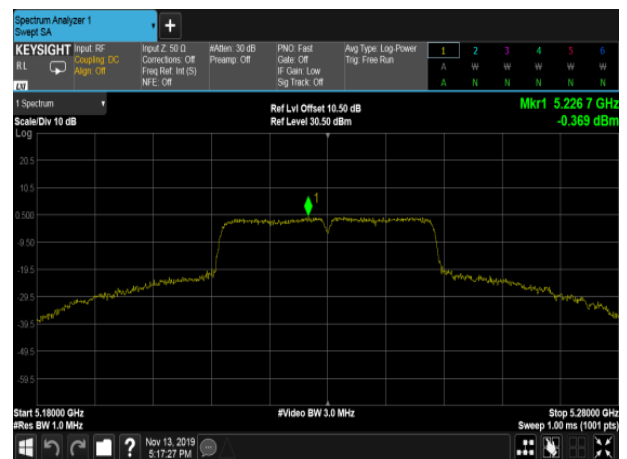 Spectrum Analyzer 1
Swept SA
+
KEYSIGHT
RL
LXI
Input: RF
Coupling: DC
Align: Off
Input Z: 50 Ω
Corrections: Off
Freq Ref: Int (S)
NFE: Off
#Atten: 30 dB
Preamp: Off
PNO: Fast
Gate: Off
IF Gain: Low
Sig Track: Off
Avg Type: Log-Power
Trig: Free Run
1 2 3 4 5 6
A W W W W W
A N N N N N
1 Spectrum
Scale/Div 10 dB
Log
Ref Lvl Offset 10.50 dB
Ref Level 30.50 dBm
Mkr1 5.226 7 GHz
-0.369 dBm
20.5
10.5
1
0.500
-9.50
-19.5
-29.5
-39.5
-49.5
-59.5
Start 5.18000 GHz
#Res BW 1.0 MHz
#Video BW 3.0 MHz
Stop 5.28000 GHz
Sweep 1.00 ms (1001 pts)
?
Nov 13, 2019
5:17:27 PM